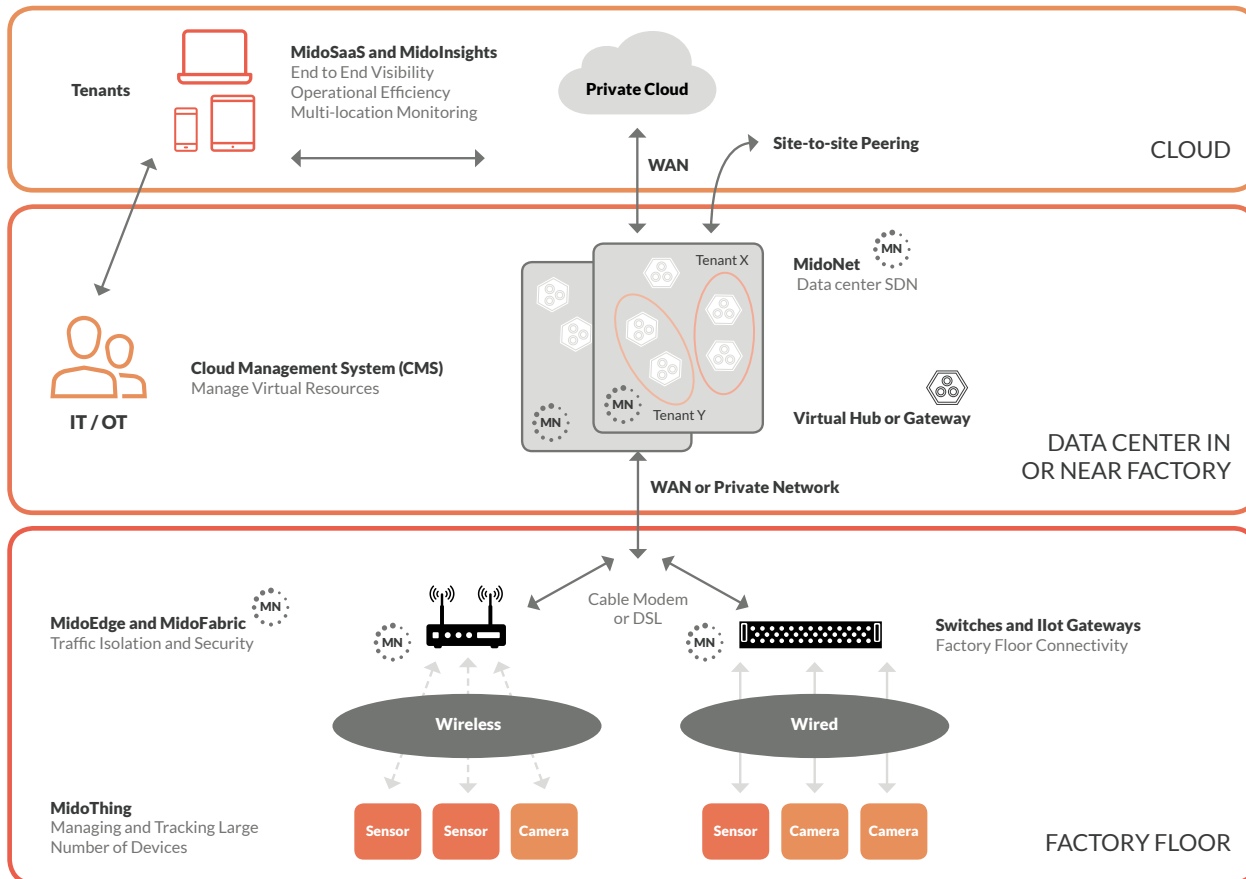 MidoSaaS and MidoInsights
End to End Visibility
Operational Efficiency
Multi-location Monitoring
Tenants
Private Cloud
WAN
Site-to-site Peering
CLOUD
Tenant X
MN
MidoNet
Data center SDN
Cloud Management System (CMS)
Manage Virtual Resources
IT / OT
MN
MN
Tenant Y
Virtual Hub or Gateway
DATA CENTER IN
OR NEAR FACTORY
WAN or Private Network
MidoEdge and MidoFabric
Traffic Isolation and Security
MN
MN
Cable Modem
or DSL
MN
Switches and IIot Gateways
Factory Floor Connectivity
Wireless
Wired
MidoThing
Managing and Tracking Large
Number of Devices
Sensor
Sensor
Camera
Sensor
Camera
Camera
FACTORY FLOOR